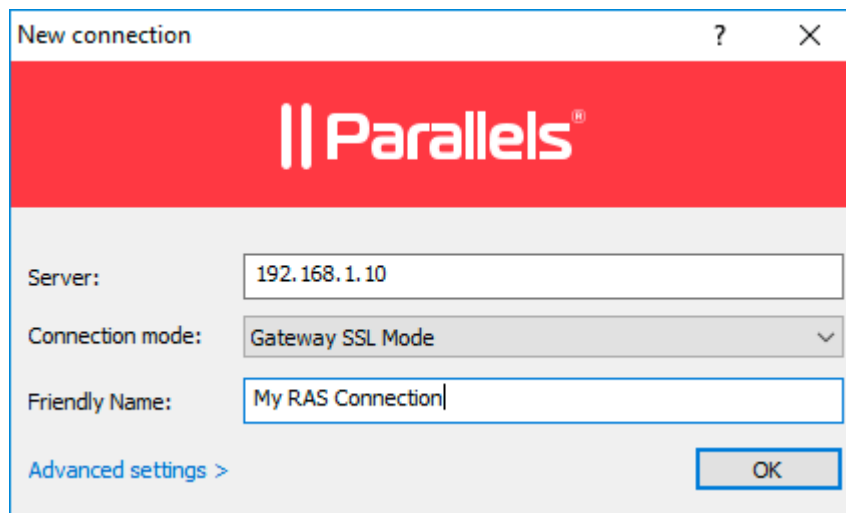 New connection ? ×
Parallels®
Server: 192.168.1.10
Connection mode: Gateway SSL Mode
Friendly Name: My RAS Connection
Advanced settings > OK